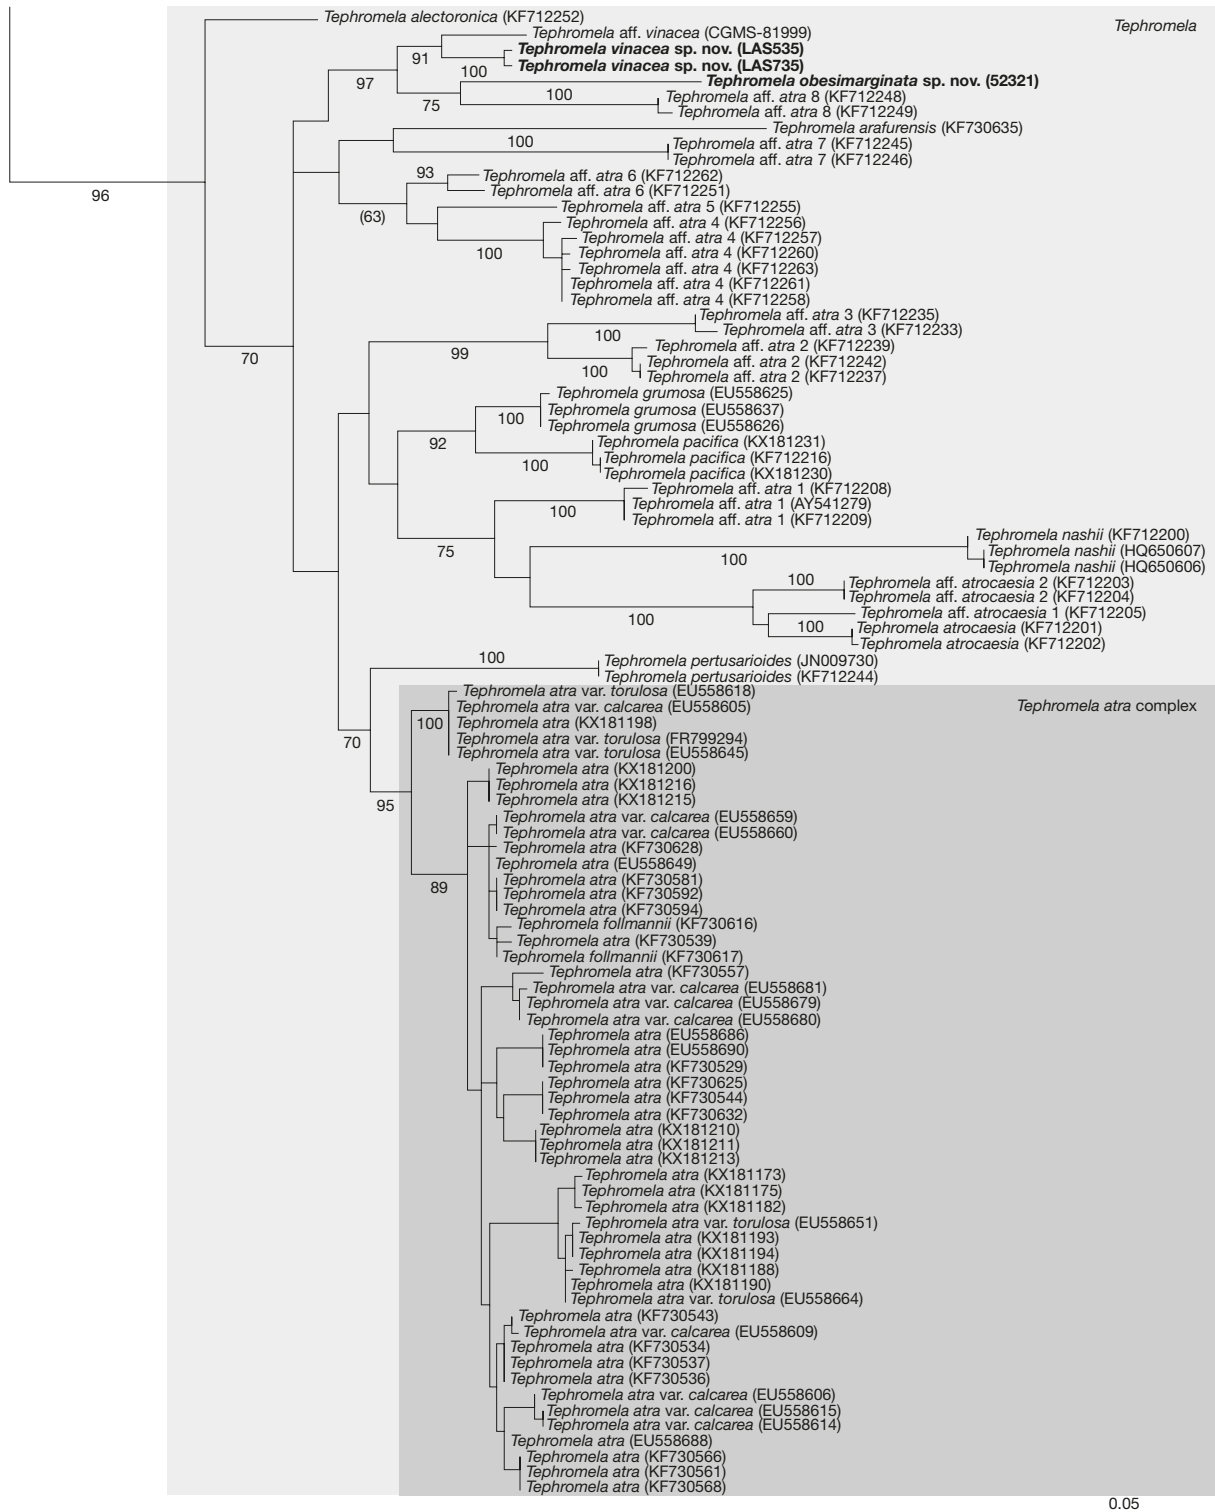 Tephromela alectoronica (KF712252)
Tephromela
Tephromela aff. vinacea (CGMS-81999)
Tephromela vinacea sp. nov. (LAS535)
91
Tephromela vinacea sp. nov. (LAS735)
100
97
Tephromela obesimarginata sp. nov. (52321)
100
Tephromela aff. atra 8 (KF712248)
75
Tephromela aff. atra 8 (KF712249)
Tephromela arafurensis (KF730635)
100
Tephromela aff. atra 7 (KF712245)
Tephromela aff. atra 7 (KF712246)
93
Tephromela aff. atra 6 (KF712262)
96
Tephromela aff. atra 6 (KF712251)
(63)
Tephromela aff. atra 5 (KF712255)
Tephromela aff. atra 4 (KF712256)
Tephromela aff. atra 4 (KF712257)
100
Tephromela aff. atra 4 (KF712260)
Tephromela aff. atra 4 (KF712263)
Tephromela aff. atra 4 (KF712261)
Tephromela aff. atra 4 (KF712258)
Tephromela aff. atra 3 (KF712235)
100
Tephromela aff. atra 3 (KF712233)
70
99
Tephromela aff. atra 2 (KF712239)
100
Tephromela aff. atra 2 (KF712242)
Tephromela aff. atra 2 (KF712237)
Tephromela grumosa (EU558625)
100
Tephromela grumosa (EU558637)
Tephromela grumosa (EU558626)
92
Tephromela pacifica (KX181231)
100
Tephromela pacifica (KF712216)
Tephromela pacifica (KX181230)
Tephromela aff. atra 1 (KF712208)
100
Tephromela aff. atra 1 (AY541279)
Tephromela aff. atra 1 (KF712209)
75
Tephromela nashii (KF712200)
100
Tephromela nashii (HQ650607)
Tephromela nashii (HQ650606)
100
Tephromela aff. atrocaesia 2 (KF712203)
Tephromela aff. atrocaesia 2 (KF712204)
100
Tephromela aff. atrocaesia 1 (KF712205)
100
Tephromela atrocaesia (KF712201)
Tephromela atrocaesia (KF712202)
100
Tephromela pertusarioides (JN009730)
Tephromela pertusarioides (KF712244)
Tephromela atra var. torulosa (EU558618)
Tephromela atra var. calcarea (EU558605)
Tephromela atra complex
100
Tephromela atra (KX181198)
70
Tephromela atra var. torulosa (FR799294)
Tephromela atra var. torulosa (EU558645)
Tephromela atra (KX181200)
Tephromela atra (KX181216)
95
Tephromela atra (KX181215)
Tephromela atra var. calcarea (EU558659)
Tephromela atra var. calcarea (EU558660)
Tephromela atra (KF730628)
Tephromela atra (EU558649)
89
Tephromela atra (KF730581)
Tephromela atra (KF730592)
Tephromela atra (KF730594)
Tephromela follmannii (KF730616)
Tephromela atra (KF730539)
Tephromela follmannii (KF730617)
Tephromela atra (KF730557)
Tephromela atra var. calcarea (EU558681)
Tephromela atra var. calcarea (EU558679)
Tephromela atra var. calcarea (EU558680)
Tephromela atra (EU558686)
Tephromela atra (EU558690)
Tephromela atra (KF730529)
Tephromela atra (KF730625)
Tephromela atra (KF730544)
Tephromela atra (KF730632)
Tephromela atra (KX181210)
Tephromela atra (KX181211)
Tephromela atra (KX181213)
Tephromela atra (KX181173)
Tephromela atra (KX181175)
Tephromela atra (KX181182)
Tephromela atra var. torulosa (EU558651)
Tephromela atra (KX181193)
Tephromela atra (KX181194)
Tephromela atra (KX181188)
Tephromela atra (KX181190)
Tephromela atra var. torulosa (EU558664)
Tephromela atra (KF730543)
Tephromela atra var. calcarea (EU558609)
Tephromela atra (KF730534)
Tephromela atra (KF730537)
Tephromela atra (KF730536)
Tephromela atra var. calcarea (EU558606)
Tephromela atra var. calcarea (EU558615)
Tephromela atra var. calcarea (EU558614)
Tephromela atra (EU558688)
Tephromela atra (KF730566)
Tephromela atra (KF730561)
Tephromela atra (KF730568)
0.05